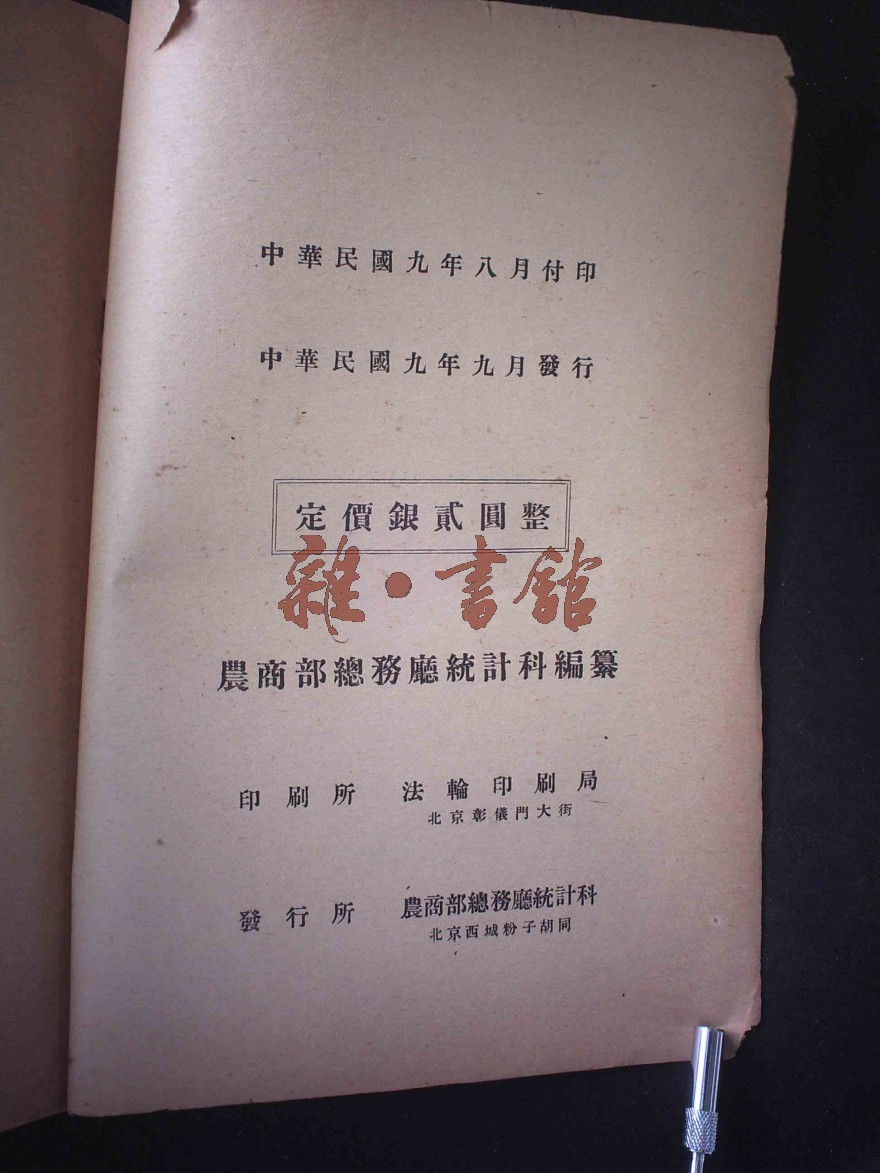 中華民國九年八月付印
中華民國九年九月發行
定價銀貳圓整
雜·書館
農商部總務廳統計科編纂
印刷所 法輪印刷局
北京彰儀門大街
發行所 農商部總務廳統計科
北京西城粉子胡同